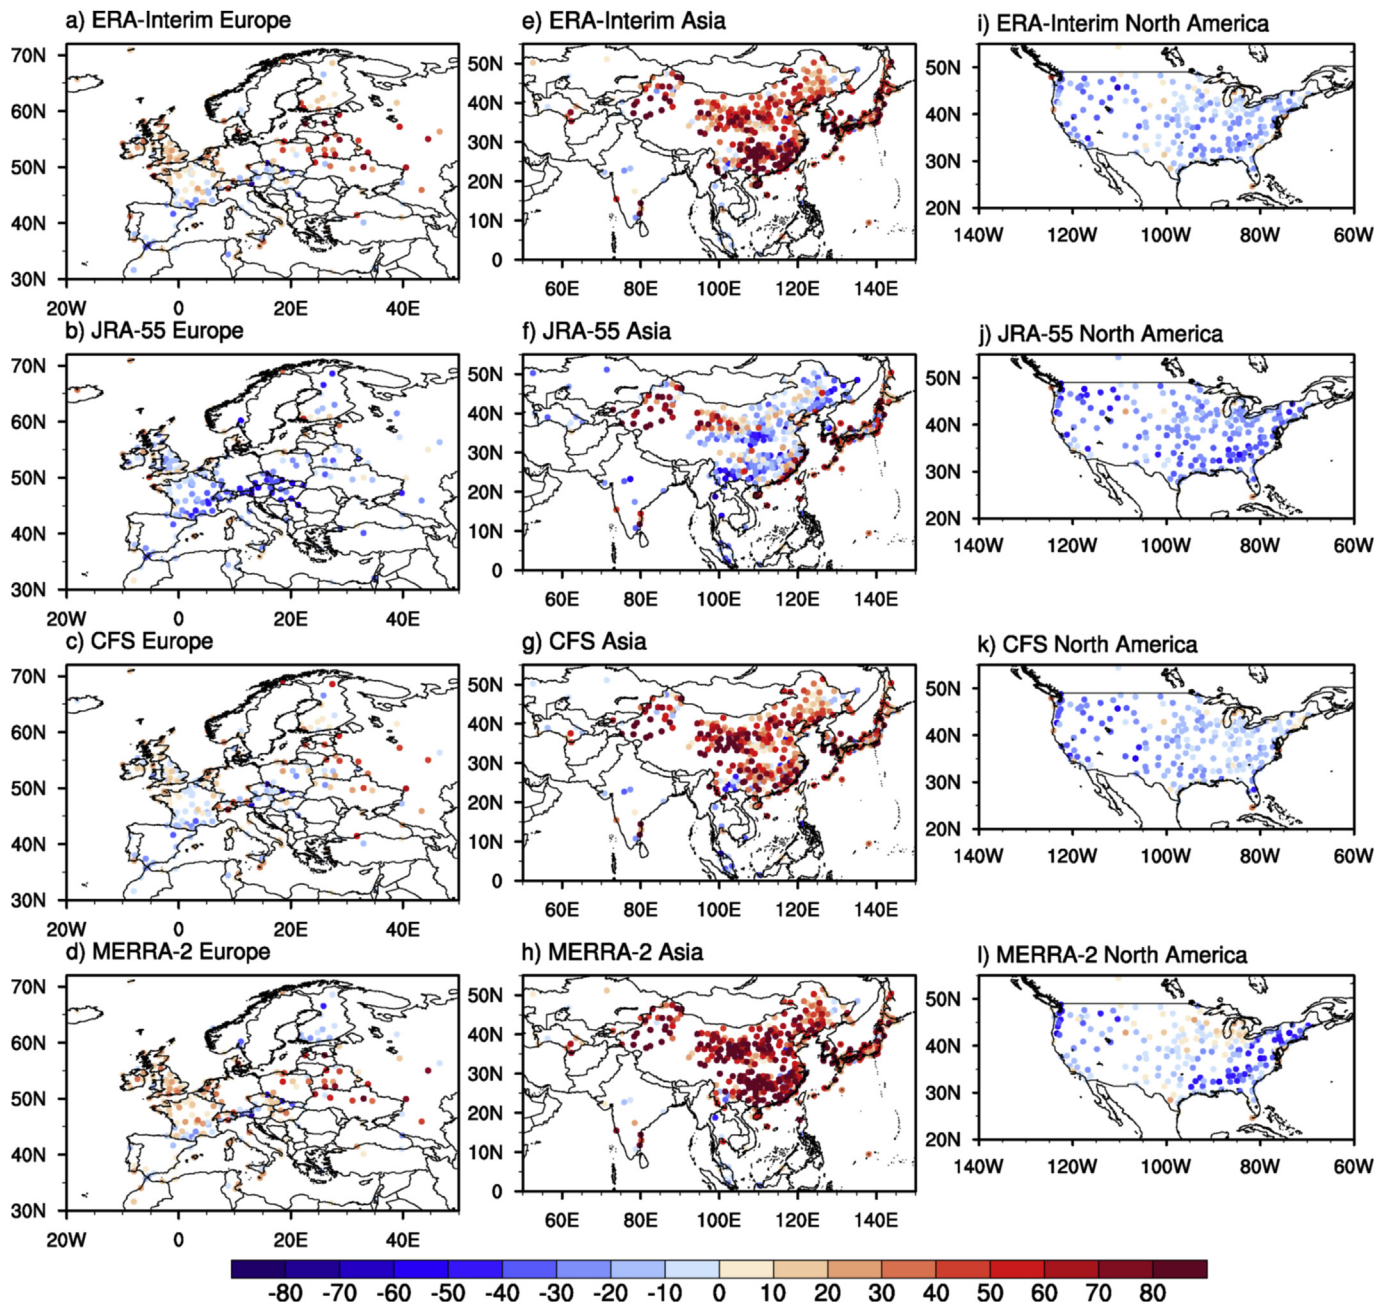 a) ERA-Interim Europe
70N
60N
50N
40N
30N
20W 0 20E 40E
e) ERA-Interim Asia
50N
40N
30N
20N
10N
0
60E 80E 100E 120E 140E
i) ERA-Interim North America
50N
40N
30N
20N
140W 120W 100W 80W 60W
b) JRA-55 Europe
70N
60N
50N
40N
30N
20W 0 20E 40E
f) JRA-55 Asia
50N
40N
30N
20N
10N
0
60E 80E 100E 120E 140E
j) JRA-55 North America
50N
40N
30N
20N
140W 120W 100W 80W 60W
c) CFS Europe
70N
60N
50N
40N
30N
20W 0 20E 40E
g) CFS Asia
50N
40N
30N
20N
10N
0
60E 80E 100E 120E 140E
k) CFS North America
50N
40N
30N
20N
140W 120W 100W 80W 60W
d) MERRA-2 Europe
70N
60N
50N
40N
30N
20W 0 20E 40E
h) MERRA-2 Asia
50N
40N
30N
20N
10N
0
60E 80E 100E 120E 140E
l) MERRA-2 North America
50N
40N
30N
20N
140W 120W 100W 80W 60W
-80 -70 -60 -50 -40 -30 -20 -10 0 10 20 30 40 50 60 70 80